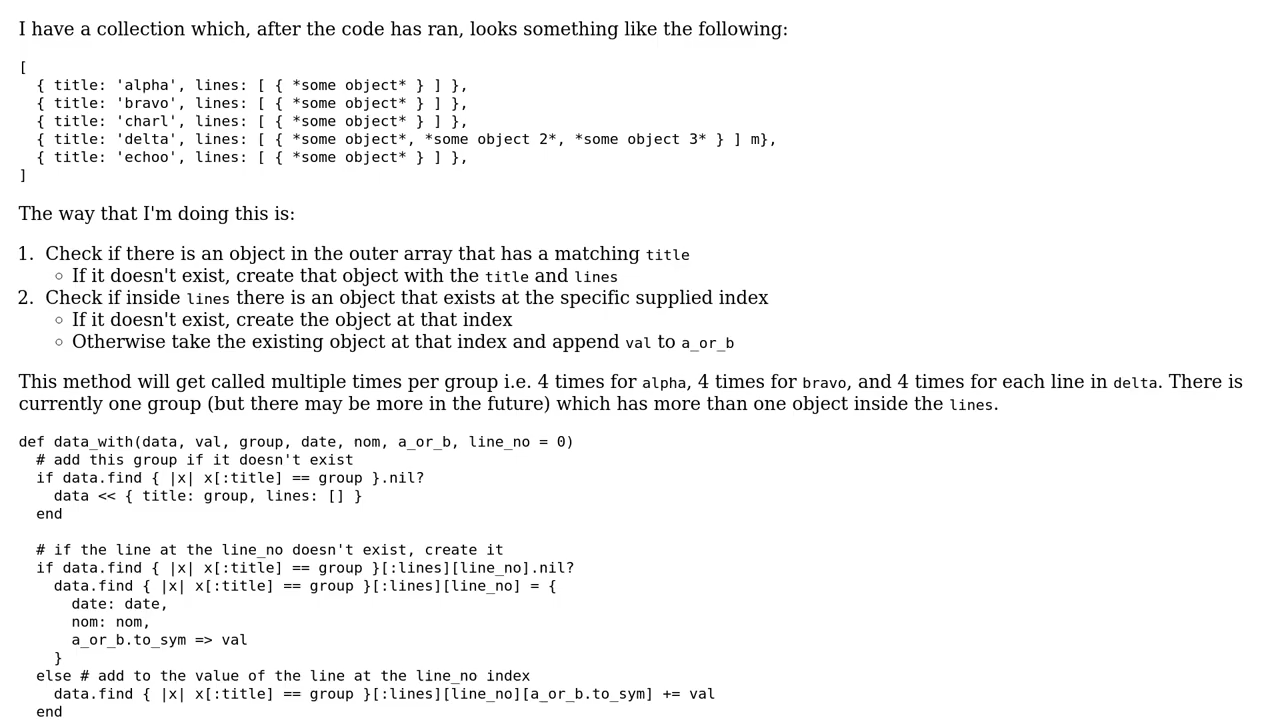 I have a collection which, after the code has ran, looks something like the following:
[
  { title: 'alpha', lines: [ { *some object* } ] },
  { title: 'bravo', lines: [ { *some object* } ] },
  { title: 'charl', lines: [ { *some object* } ] },
  { title: 'delta', lines: [ { *some object*, *some object 2*, *some object 3* } ] m},
  { title: 'echoo', lines: [ { *some object* } ] },
]
The way that I'm doing this is:
1. Check if there is an object in the outer array that has a matching title
◦ If it doesn't exist, create that object with the title and lines
2. Check if inside lines there is an object that exists at the specific supplied index
◦ If it doesn't exist, create the object at that index
◦ Otherwise take the existing object at that index and append val to a_or_b
This method will get called multiple times per group i.e. 4 times for alpha, 4 times for bravo, and 4 times for each line in delta. There is
currently one group (but there may be more in the future) which has more than one object inside the lines.
def data_with(data, val, group, date, nom, a_or_b, line_no = 0)
  # add this group if it doesn't exist
  if data.find { |x| x[:title] == group }.nil?
    data << { title: group, lines: [] }
  end
  # if the line at the line_no doesn't exist, create it
  if data.find { |x| x[:title] == group }[:lines][line_no].nil?
    data.find { |x| x[:title] == group }[:lines][line_no] = {
      date: date,
      nom: nom,
      a_or_b.to_sym => val
    }
  else # add to the value of the line at the line_no index
    data.find { |x| x[:title] == group }[:lines][line_no][a_or_b.to_sym] += val
  end